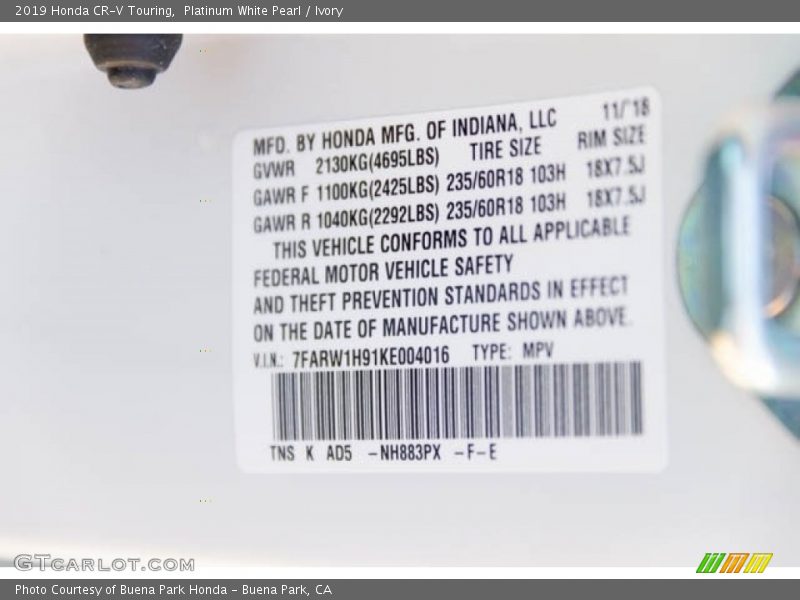 2019 Honda CR-V Touring,  Platinum White Pearl / Ivory
MFD. BY HONDA MFG. OF INDIANA, LLC 11/'18
GVWR 2130KG(4695LBS) TIRE SIZE RIM SIZE
GAWR F 1100KG(2425LBS) 235/60R18 103H 18X7.5J
GAWR R 1040KG(2292LBS) 235/60R18 103H 18X7.5J
THIS VEHICLE CONFORMS TO ALL APPLICABLE
FEDERAL MOTOR VEHICLE SAFETY
AND THEFT PREVENTION STANDARDS IN EFFECT
ON THE DATE OF MANUFACTURE SHOWN ABOVE.
V.I.N.: 7FARW1H91KE004016 TYPE: MPV
TNS K AD5 -NH883PX -F-E
GTCARLOT.COM
Photo Courtesy of Buena Park Honda - Buena Park, CA